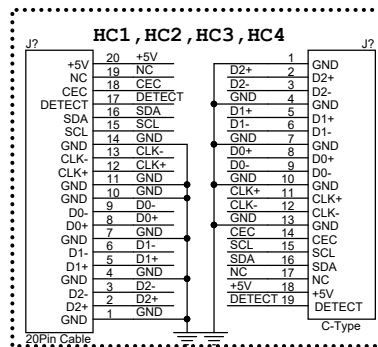 HC1,HC2,HC3,HC4
J?
+5V 20 +5V
NC 19 NC
CEC 18 CEC
DETECT 17 DETECT
SDA 16 SDA
SCL 15 SCL
GND 14 GND
CLK- 13 CLK-
CLK+ 12 CLK+
GND 11 GND
GND 10 GND
D0- 9 D0-
D0+ 8 D0+
GND 7 GND
D1- 6 D1-
D1+ 5 D1+
GND 4 GND
D2- 3 D2-
D2+ 2 D2+
GND 1 GND
20Pin Cable
J?
1 GND
D2+ 2 D2+
D2- 3 D2-
GND 4 GND
D1+ 5 D1+
D1- 6 D1-
GND 7 GND
D0+ 8 D0+
D0- 9 D0-
GND 10 GND
CLK+ 11 CLK+
CLK- 12 CLK-
GND 13 GND
CEC 14 CEC
SCL 15 SCL
SDA 16 SDA
NC 17 NC
+5V 18 +5V
DETECT 19 DETECT
C-Type